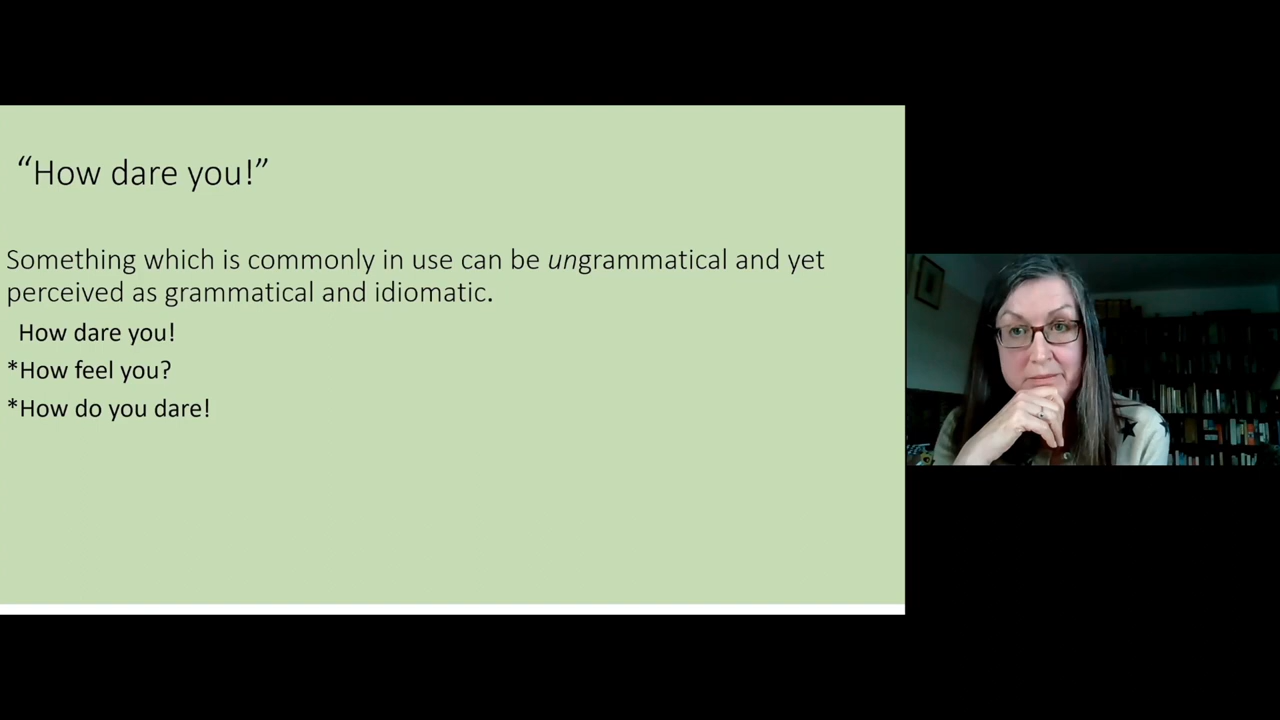 “How dare you!”
Something which is commonly in use can be ungrammatical and yet
perceived as grammatical and idiomatic.
How dare you!
*How feel you?
*How do you dare!